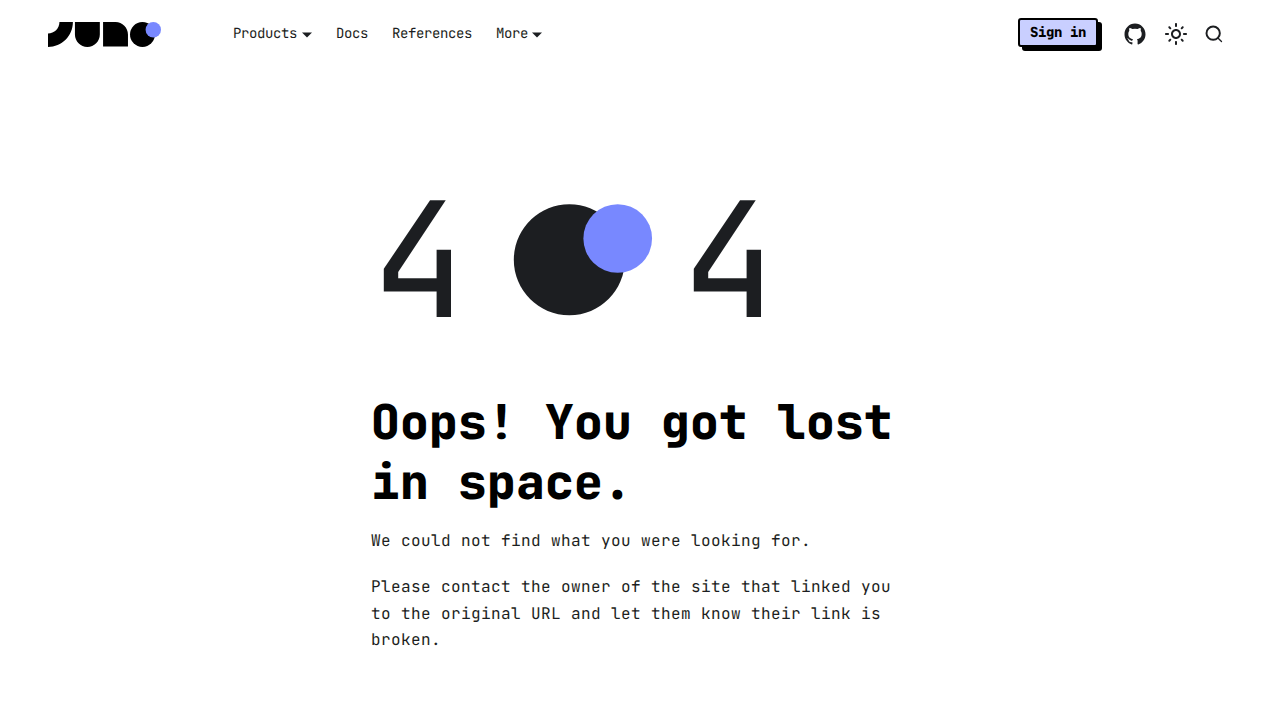 JUNO
Products
Docs
References
More
Sign in
4 4
Oops! You got lost
in space.
We could not find what you were looking for.
Please contact the owner of the site that linked you
to the original URL and let them know their link is
broken.